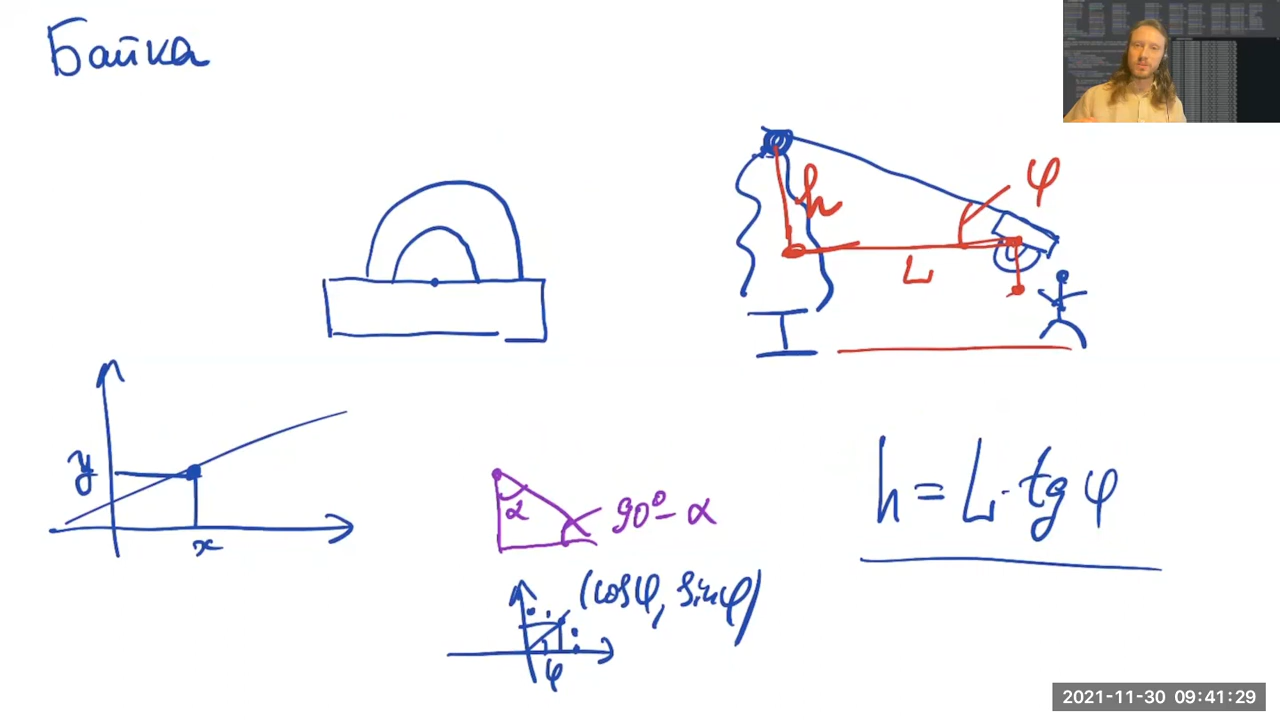 Байка
φ
h
L
y
x
α
90° - α
h = L · tg φ
(cosφ, sinφ)
φ
2021-11-30 09:41:29